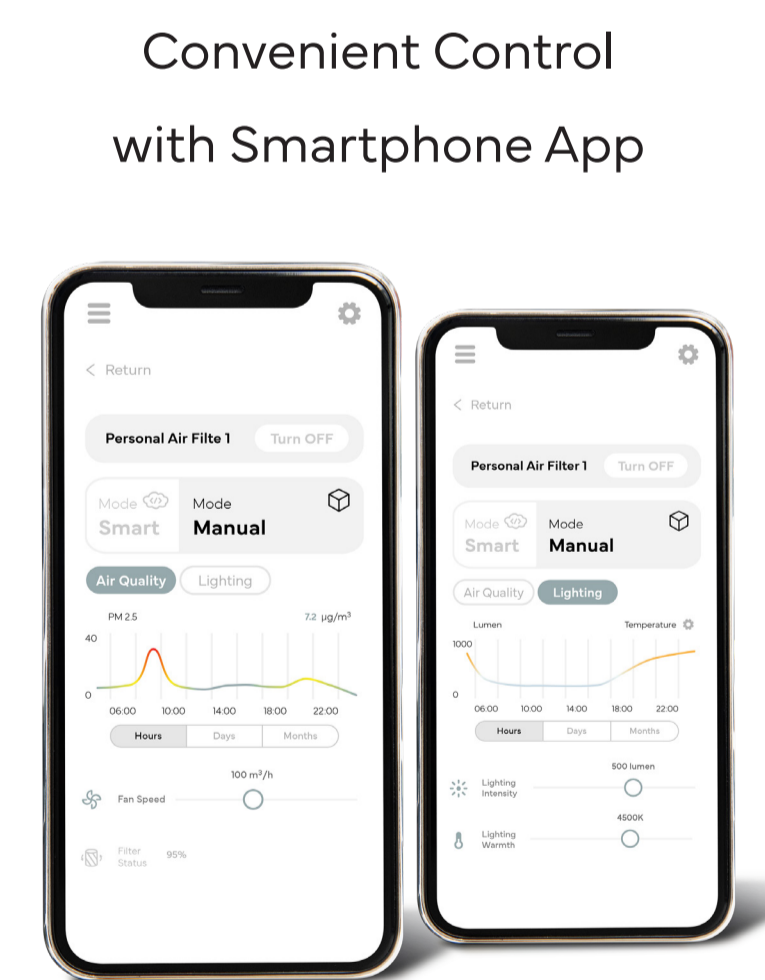 Convenient Control
with Smartphone App
< Return
Personal Air Filte 1 Turn OFF
Mode Mode
Smart Manual
Air Quality Lighting
PM 2.5 7.2 µg/m³
40
0
06:00 10:00 14:00 18:00 22:00
Hours Days Months
100 m³/h
Fan Speed
Filter
Status
95%
< Return
Personal Air Filter 1 Turn OFF
Mode Mode
Smart Manual
Air Quality Lighting
Lumen Temperature
1000
0
06:00 10:00 14:00 18:00 22:00
Hours Days Months
500 lumen
Lighting
Intensity
4500K
Lighting
Warmth